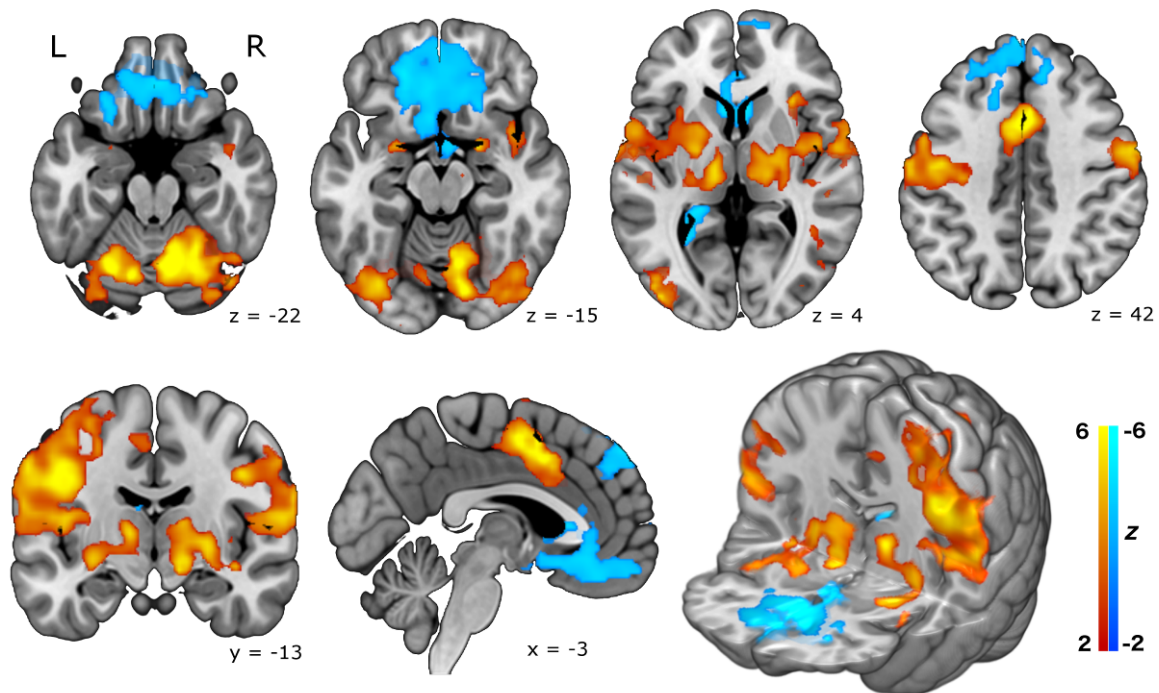 L R
z = -22
z = -15
z = 4
z = 42
y = -13
x = -3
6 -6
z
2 -2